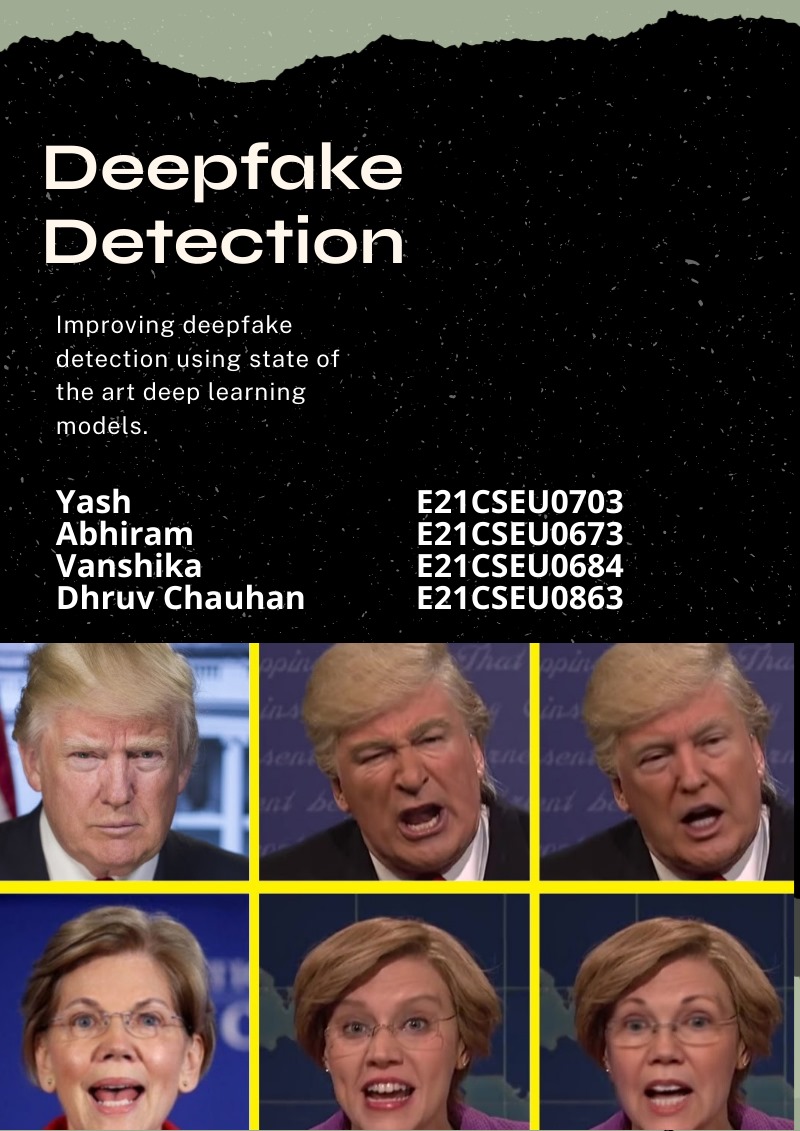 Deepfake
Detection
Improving deepfake
detection using state of
the art deep learning
models.
Yash E21CSEU0703
Abhiram E21CSEU0673
Vanshika E21CSEU0684
Dhruv Chauhan E21CSEU0863
That